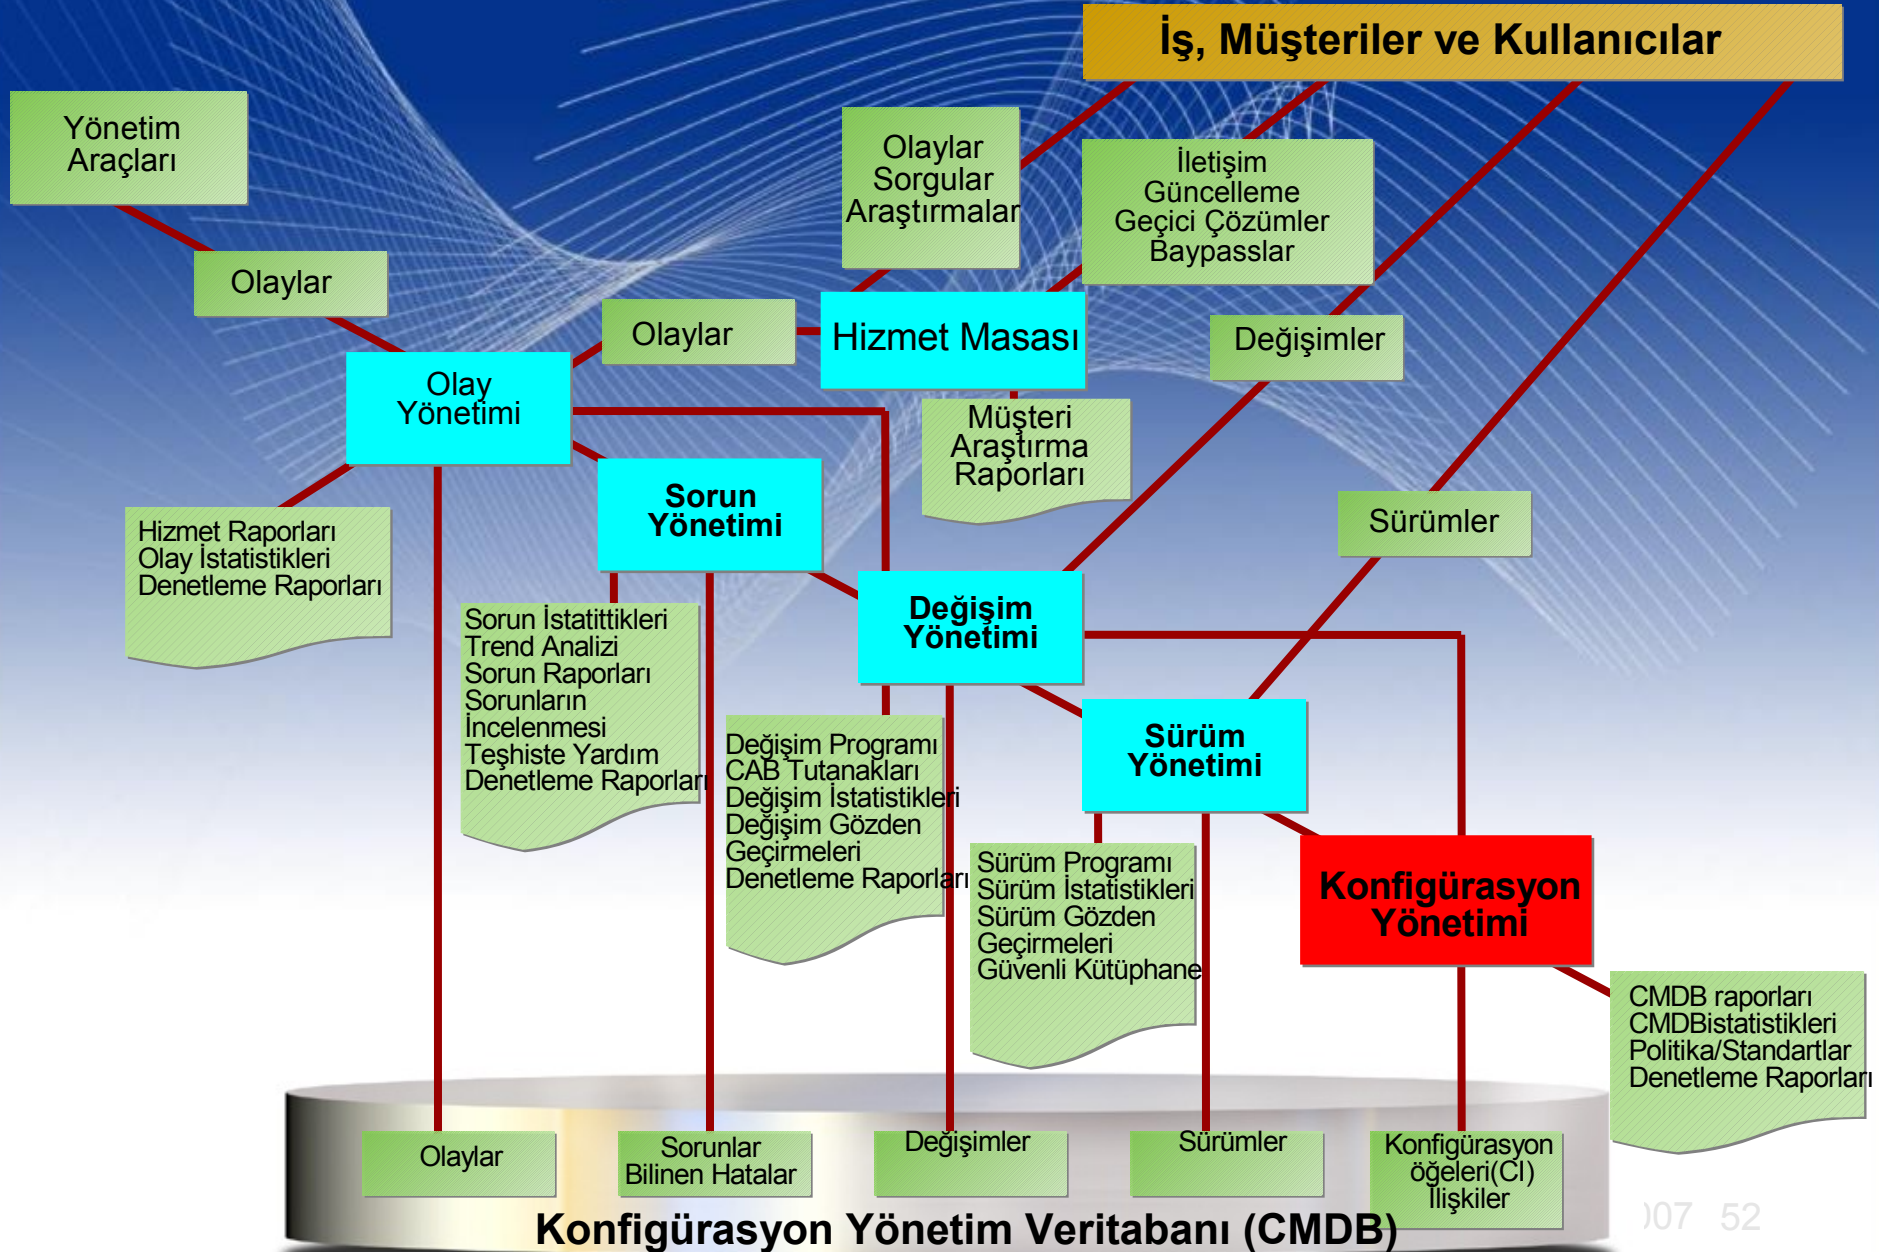 İş, Müşteriler ve Kullanıcılar
Yönetim
Araçları
Olaylar
Sorgular
Araştırmalar
İletişim
Güncelleme
Geçici Çözümler
Baypasslar
Olaylar
Olaylar
Hizmet Masası
Değişimler
Olay
Yönetimi
Müşteri
Araştırma
Raporları
Sorun
Yönetimi
Sürümler
Hizmet Raporları
Olay İstatistikleri
Denetleme Raporları
Sorun İstatittikleri
Trend Analizi
Sorun Raporları
Sorunların
İncelenmesi
Teşhiste Yardım
Denetleme Raporları
Değişim
Yönetimi
Değişim Programı
CAB Tutanakları
Değişim İstatistikleri
Değişim Gözden
Geçirmeleri
Denetleme Raporları
Sürüm
Yönetimi
Sürüm Programı
Sürüm İstatistikleri
Sürüm Gözden
Geçirmeleri
Güvenli Kütüphane
Konfigürasyon
Yönetimi
CMDB raporları
CMDBistatistikleri
Politika/Standartlar
Denetleme Raporları
Olaylar
Sorunlar
Bilinen Hatalar
Değişimler
Sürümler
Konfigürasyon
öğeleri(CI)
İlişkiler
Konfigürasyon Yönetim Veritabanı (CMDB)
52